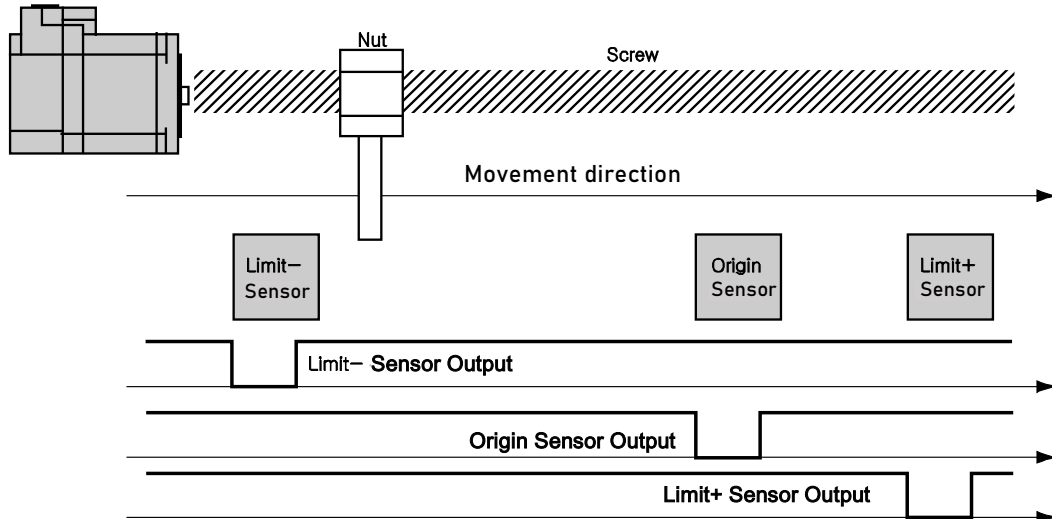 Nut
Screw
Movement direction
Limit−
Sensor
Origin
Sensor
Limit+
Sensor
Limit− Sensor Output
Origin Sensor Output
Limit+ Sensor Output